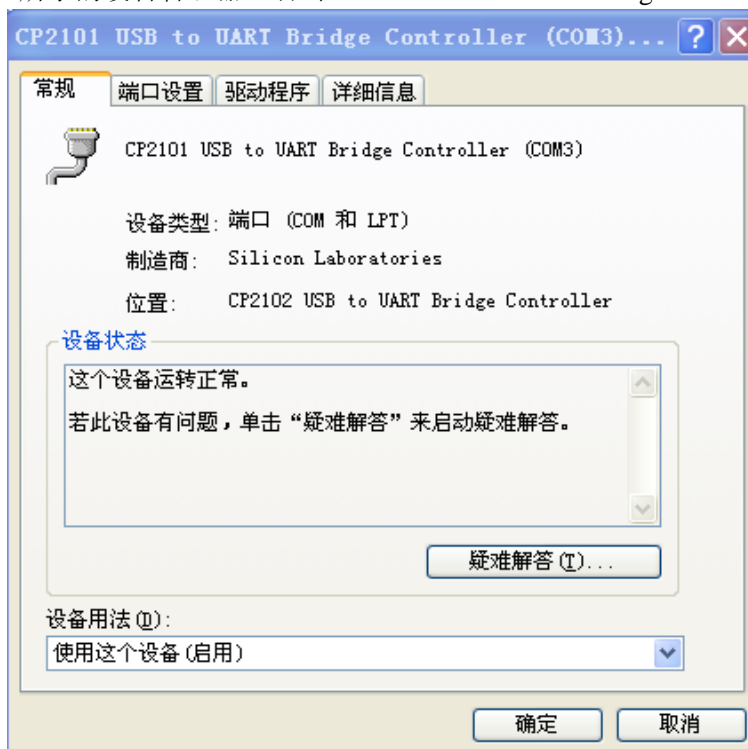 CP2101 USB to UART Bridge Controller (COM3)...
常规 端口设置 驱动程序 详细信息
CP2101 USB to UART Bridge Controller (COM3)
设备类型: 端口 (COM 和 LPT)
制造商: Silicon Laboratories
位置: CP2102 USB to UART Bridge Controller
设备状态
这个设备运转正常。
若此设备有问题，单击“疑难解答”来启动疑难解答。
疑难解答(T)...
设备用法(D):
使用这个设备(启用)
确定 取消